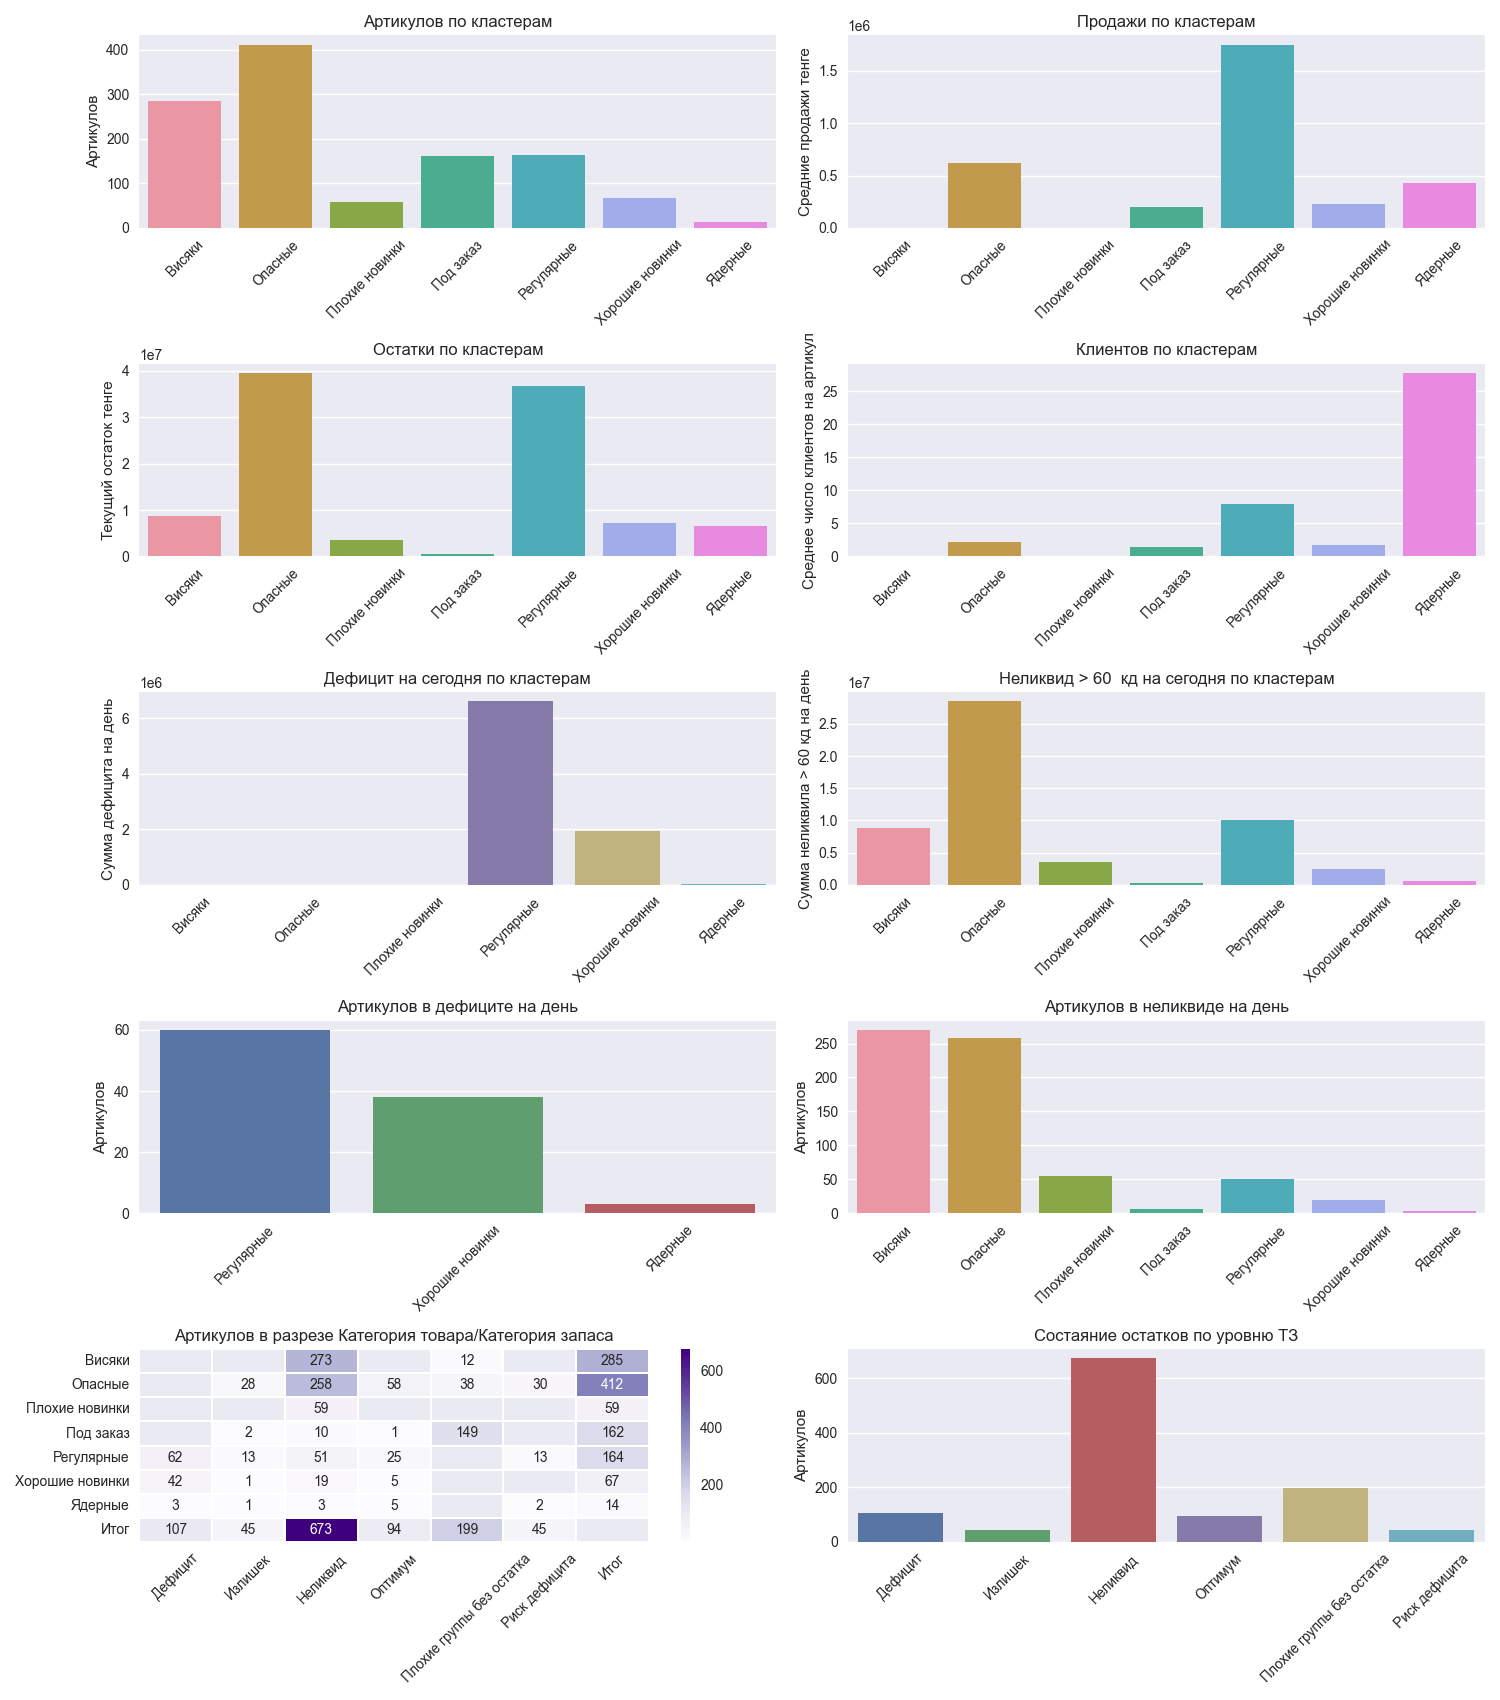 Артикулов по кластерам
Артикулов
400
300
200
100
0
Висяки
Опасные
Плохие новинки
Под заказ
Регулярные
Хорошие новинки
Ядерные
Продажи по кластерам
1e6
Средние продажи тенге
1.5
1.0
0.5
0.0
Висяки
Опасные
Плохие новинки
Под заказ
Регулярные
Хорошие новинки
Ядерные
Остатки по кластерам
1e7
Текущий остаток тенге
4
3
2
1
0
Висяки
Опасные
Плохие новинки
Под заказ
Регулярные
Хорошие новинки
Ядерные
Клиентов по кластерам
Среднее число клиентов на артикул
25
20
15
10
5
0
Висяки
Опасные
Плохие новинки
Под заказ
Регулярные
Хорошие новинки
Ядерные
Дефицит на сегодня по кластерам
1e6
Сумма дефицита на день
6
4
2
0
Висяки
Опасные
Плохие новинки
Регулярные
Хорошие новинки
Ядерные
Неликвид > 60  кд на сегодня по кластерам
1e7
Сумма неликвила > 60 кд на день
2.5
2.0
1.5
1.0
0.5
0.0
Висяки
Опасные
Плохие новинки
Под заказ
Регулярные
Хорошие новинки
Ядерные
Артикулов в дефиците на день
Артикулов
60
40
20
0
Регулярные
Хорошие новинки
Ядерные
Артикулов в неликвиде на день
Артикулов
250
200
150
100
50
0
Висяки
Опасные
Плохие новинки
Под заказ
Регулярные
Хорошие новинки
Ядерные
Артикулов в разрезе Категория товара/Категория запаса
Висяки 273 12 285
Опасные 28 258 58 38 30 412
Плохие новинки 59 59
Под заказ 2 10 1 149 162
Регулярные 62 13 51 25 13 164
Хорошие новинки 42 1 19 5 67
Ядерные 3 1 3 5 2 14
Итог 107 45 673 94 199 45
Дефицит
Излишек
Неликвид
Оптимум
Плохие группы без остатка
Риск дефицита
Итог
600
400
200
Состаяние остатков по уровню ТЗ
Артикулов
600
400
200
0
Дефицит
Излишек
Неликвид
Оптимум
Плохие группы без остатка
Риск дефицита